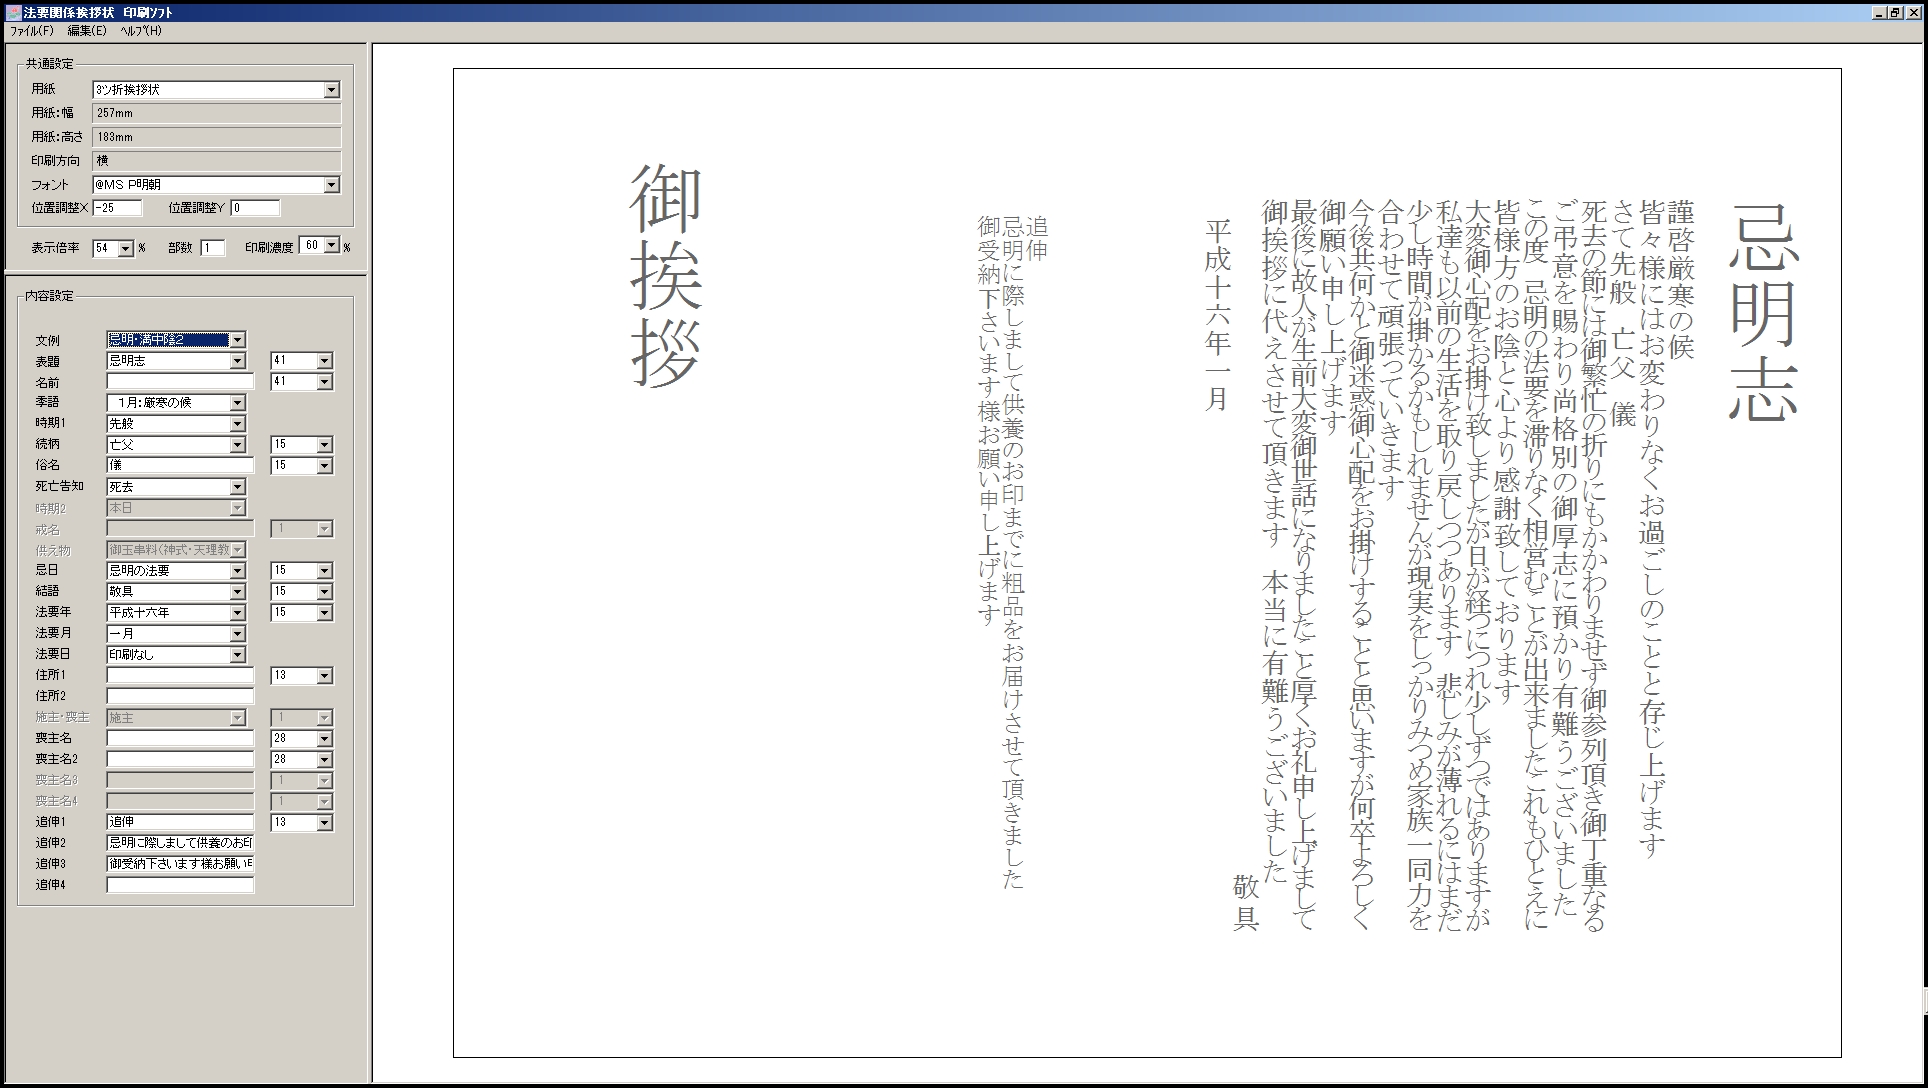 法要関係挨拶状 印刷ソフト
ファイル(F) 編集(E) ヘルプ(H)
共通設定
用紙 3ツ折挨拶状
用紙:幅 257mm
用紙:高さ 183mm
印刷方向 横
フォント @MS P明朝
位置調整X -25 位置調整Y 0
表示倍率 54 % 部数 1 印刷濃度 60 %
内容設定
文例 忌明・満中陰2
表題 忌明志 41
名前 41
季語 1月:厳寒の候
時期1 先般
続柄 亡父 15
俗名 儀 15
死亡告知 死去
時期2 本日
戒名 1
供え物 御玉串料(神式・天理教
忌日 忌明の法要 15
結語 敬具 15
法要年 平成十六年 15
法要月 一月
法要日 印刷なし
住所1 13
住所2
施主・喪主 施主 1
喪主名 28
喪主名2 28
喪主名3 1
喪主名4 1
追伸1 追伸 13
追伸2 忌明に際しまして供養のお印
追伸3 御受納下さいます様お願い申
追伸4
忌明志
謹啓厳寒の候
皆々様にはお変わりなくお過ごしのことと存じ上げます
さて先般 亡父 儀
死去の節には御繁忙の折りにもかかわりませず御参列頂き御丁重なる
ご弔意を賜わり尚格別の御厚志に預かり有難うございました
この度 忌明の法要を滞りなく相営むことが出来ましたこれもひとえに
皆様方のお陰と心より感謝致しております
大変御心配をお掛け致しましたが日が経つにつれ少しずつではありますが
私達も以前の生活を取り戻しつつあります 悲しみが薄れるにはまだ
少し時間が掛かるかもしれませんが現実をしっかりみつめ家族一同力を
合わせて頑張っていきます
今後共何かと御迷惑御心配をお掛けすることと思いますが何卒よろしく
御願い申し上げます
最後に故人が生前大変御世話になりましたこと厚くお礼申し上げまして
御挨拶に代えさせて頂きます 本当に有難うございました
敬具
平成十六年一月
追伸
忌明に際しまして供養のお印までに粗品をお届けさせて頂きました
御受納下さいます様お願い申し上げます
御挨拶